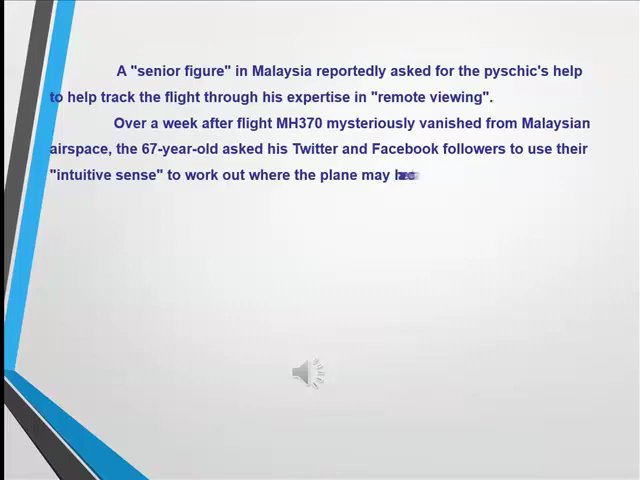 A "senior figure" in Malaysia reportedly asked for the pyschic's help
to help track the flight through his expertise in "remote viewing".
Over a week after flight MH370 mysteriously vanished from Malaysian
airspace, the 67-year-old asked his Twitter and Facebook followers to use their
"intuitive sense" to work out where the plane may